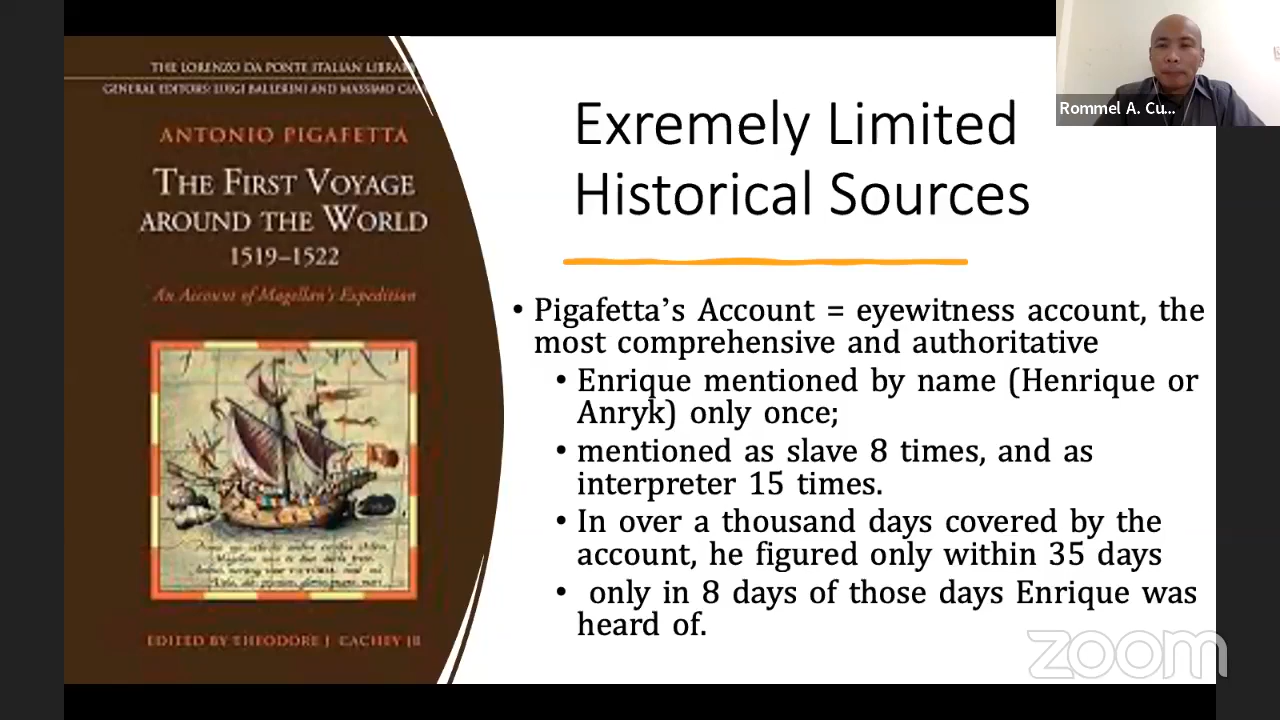 THE LORENZO DA PONTE ITALIAN LIBRARY
GENERAL EDITORS: LUIGI BALLERINI AND MASSIMO
ANTONIO PIGAFETTA
THE FIRST VOYAGE
AROUND THE WORLD
1519–1522
An Account of Magellan's Expedition
EDITED BY THEODORE J. CACHEY JR
Exremely Limited
Historical Sources
• Pigafetta's Account = eyewitness account, the
most comprehensive and authoritative
• Enrique mentioned by name (Henrique or
Anryk) only once;
• mentioned as slave 8 times, and as
interpreter 15 times.
• In over a thousand days covered by the
account, he figured only within 35 days
• only in 8 days of those days Enrique was
heard of.
Rommel A. Cu...
zoom